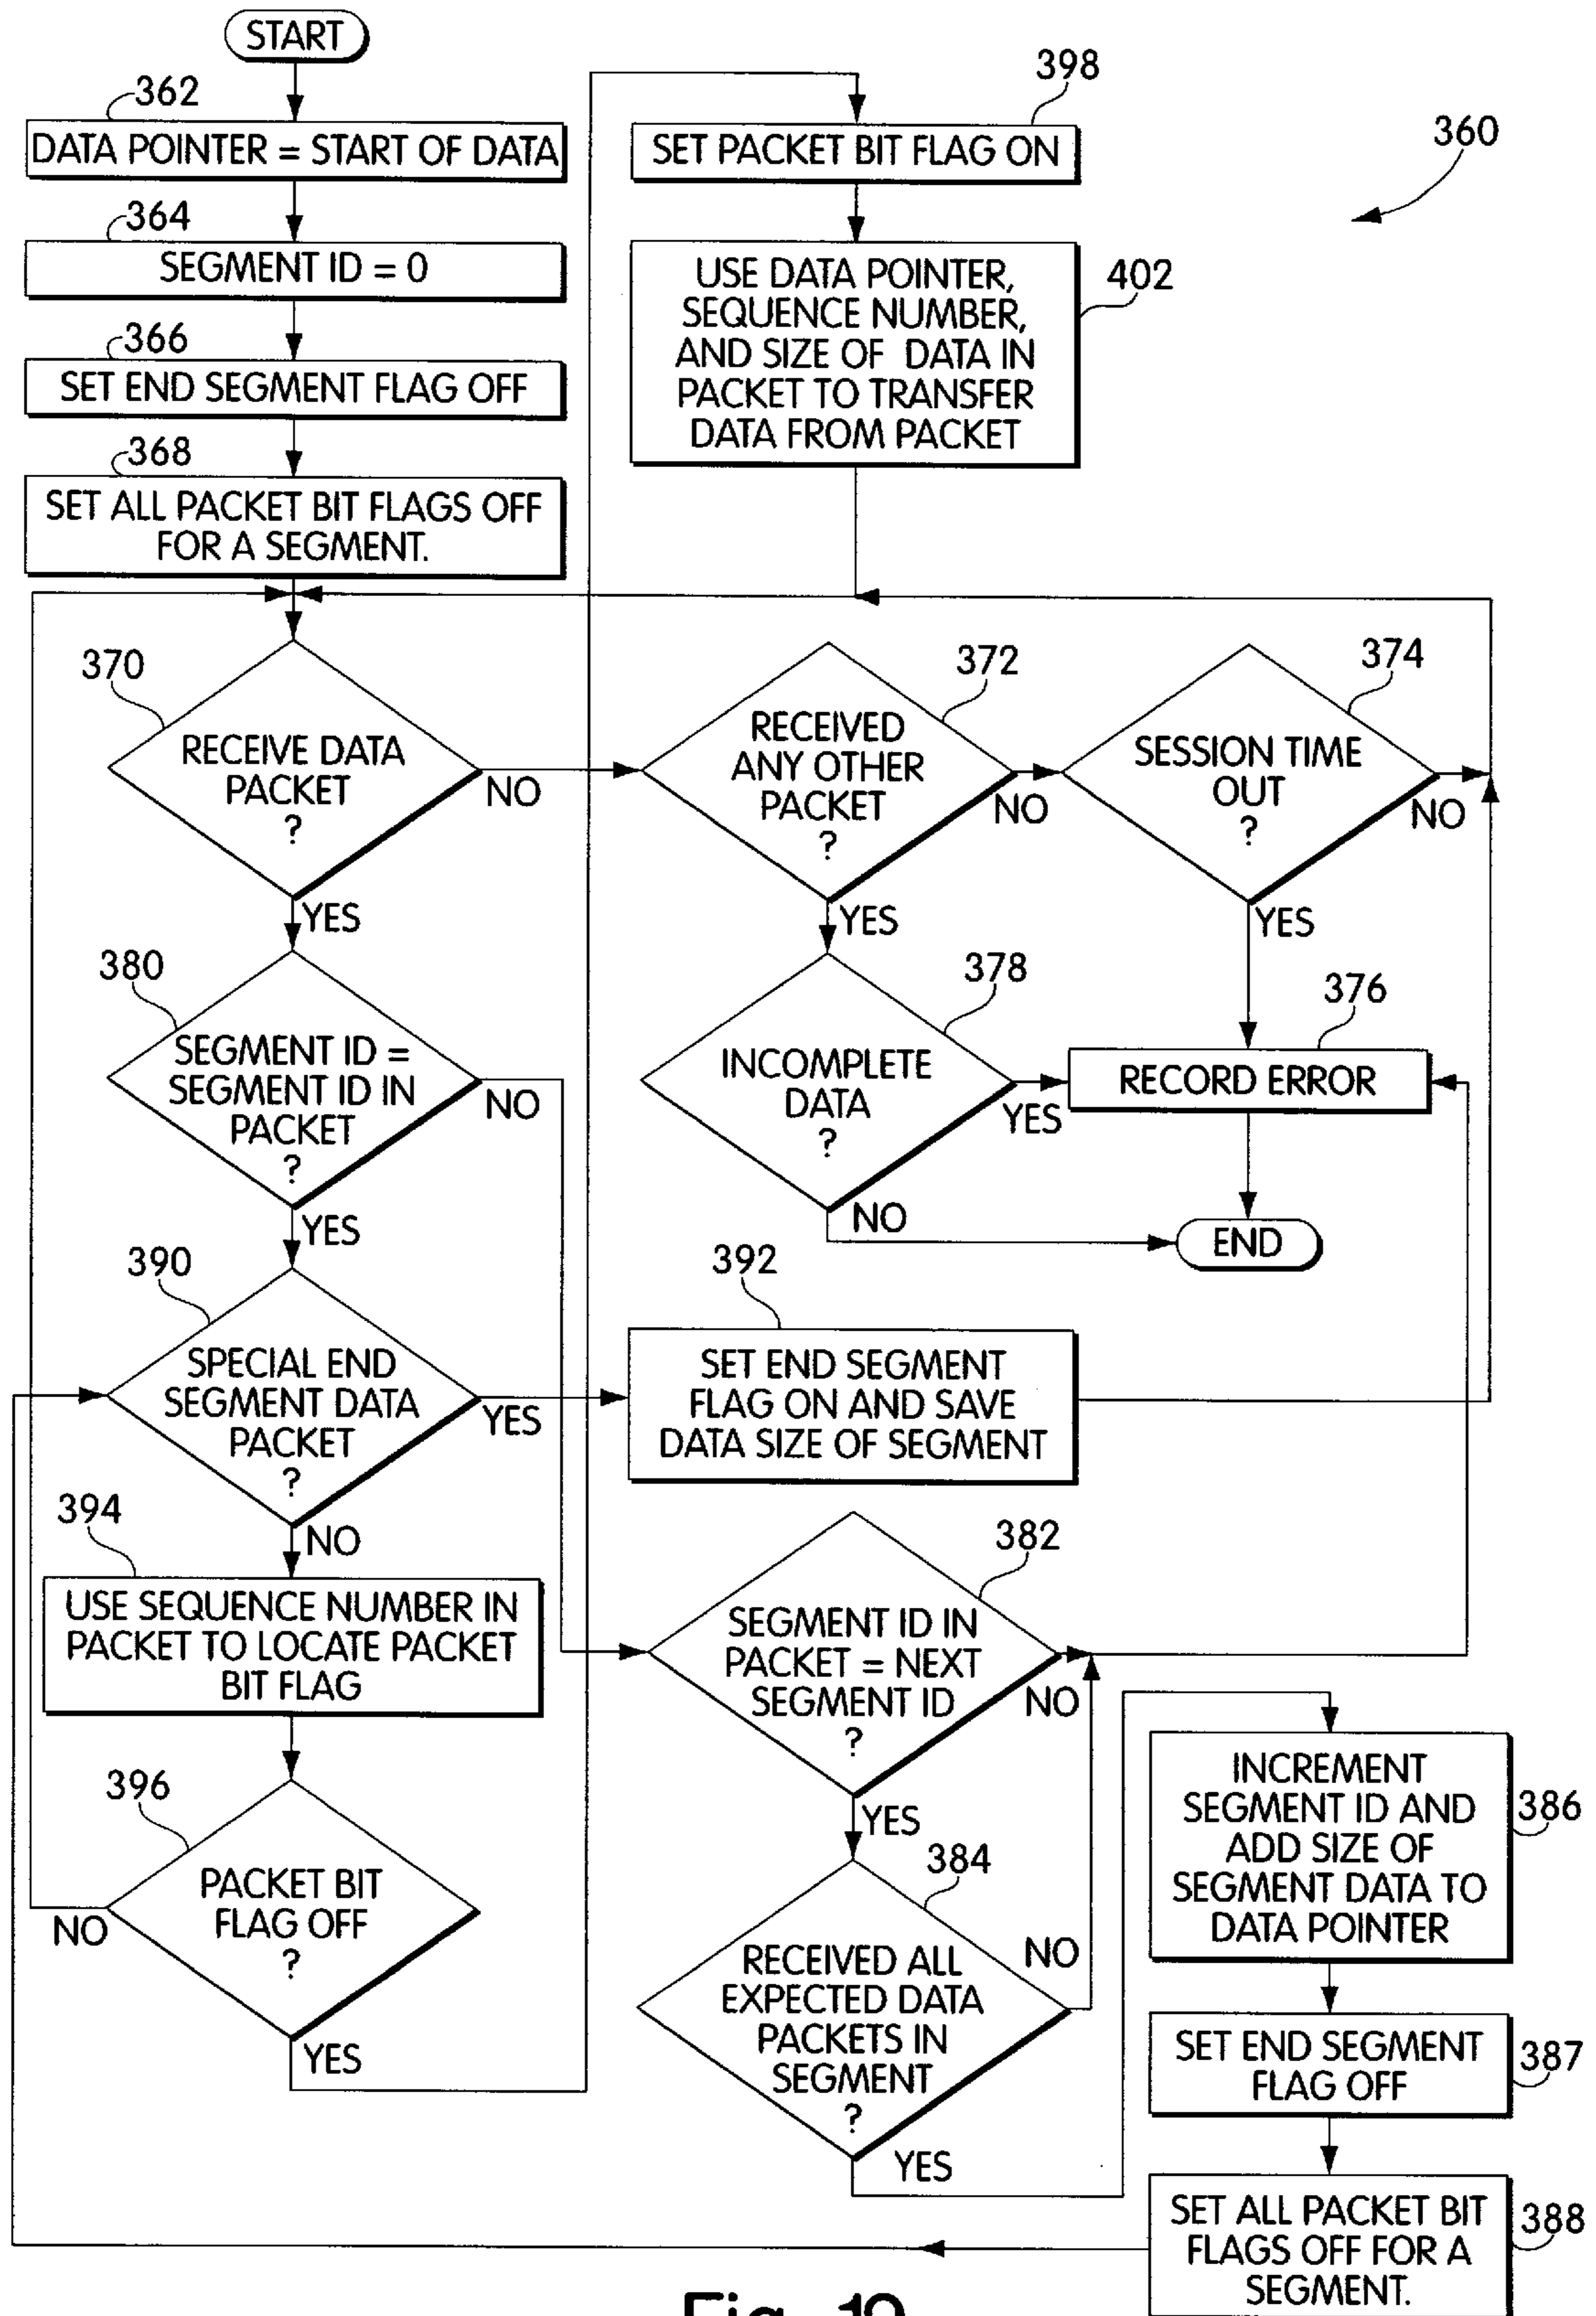 START
362
DATA POINTER = START OF DATA
364
SEGMENT ID = 0
366
SET END SEGMENT FLAG OFF
368
SET ALL PACKET BIT FLAGS OFF
FOR A SEGMENT.
398
SET PACKET BIT FLAG ON
360
402
USE DATA POINTER,
SEQUENCE NUMBER,
AND SIZE OF DATA IN
PACKET TO TRANSFER
DATA FROM PACKET
370
RECEIVE DATA
PACKET
?
NO
YES
372
RECEIVED
ANY OTHER
PACKET
?
NO
YES
374
SESSION TIME
OUT
?
NO
YES
380
SEGMENT ID =
SEGMENT ID IN
PACKET
?
NO
YES
378
INCOMPLETE
DATA
?
YES
NO
376
RECORD ERROR
END
390
SPECIAL END
SEGMENT DATA
PACKET
?
YES
NO
392
SET END SEGMENT
FLAG ON AND SAVE
DATA SIZE OF SEGMENT
394
USE SEQUENCE NUMBER IN
PACKET TO LOCATE PACKET
BIT FLAG
382
SEGMENT ID IN
PACKET = NEXT
SEGMENT ID
?
NO
YES
396
PACKET BIT
FLAG OFF
?
NO
YES
384
RECEIVED ALL
EXPECTED DATA
PACKETS IN
SEGMENT
?
NO
YES
386
INCREMENT
SEGMENT ID AND
ADD SIZE OF
SEGMENT DATA TO
DATA POINTER
387
SET END SEGMENT
FLAG OFF
388
SET ALL PACKET BIT
FLAGS OFF FOR A
SEGMENT.